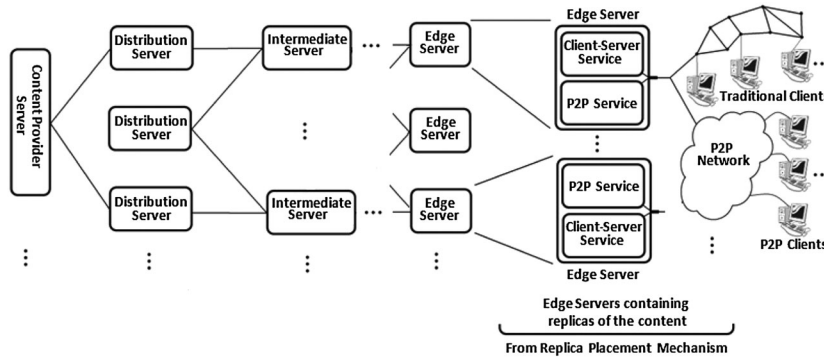 Content Provider
Server
Distribution
Server
Distribution
Server
Distribution
Server
Intermediate
Server
Intermediate
Server
Edge
Server
Edge
Server
Edge
Server
Edge Server
Client-Server
Service
P2P Service
P2P Service
Client-Server
Service
Edge Server
Traditional Clients
P2P
Network
P2P Clients
Edge Servers containing
replicas of the content
From Replica Placement Mechanism